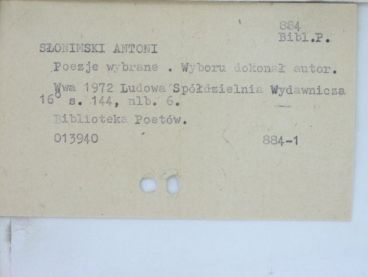 884
Bibl.P.
SŁONIMSKI ANTONI
Poezje wybrane . Wyboru dokonał autor.
Wwa 1972 Ludowa Spółdzielnia Wydawnicza
16° s. 144, nlb. 6.
Biblioteka Poetów.
013940 884-1